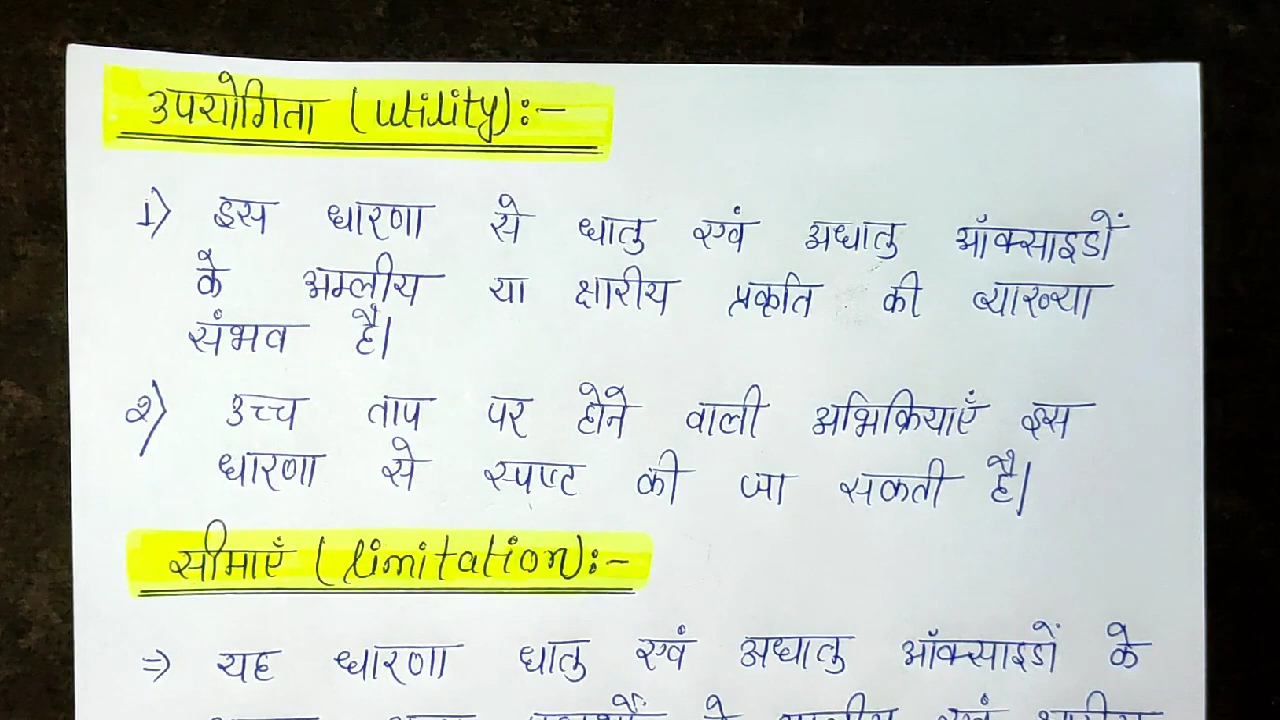 उपयोगिता (utility):-
1) इस धारणा से धातु एवं अधातु ऑक्साइडों
के अम्लीय या क्षारीय प्रकृति की व्याख्या
संभव है।
2) उच्च ताप पर होने वाली अभिक्रियाएँ इस
धारणा से स्पष्ट की जा सकती है।
सीमाएँ (limitation):-
⇒ यह धारणा धातु एवं अधातु ऑक्साइडों के